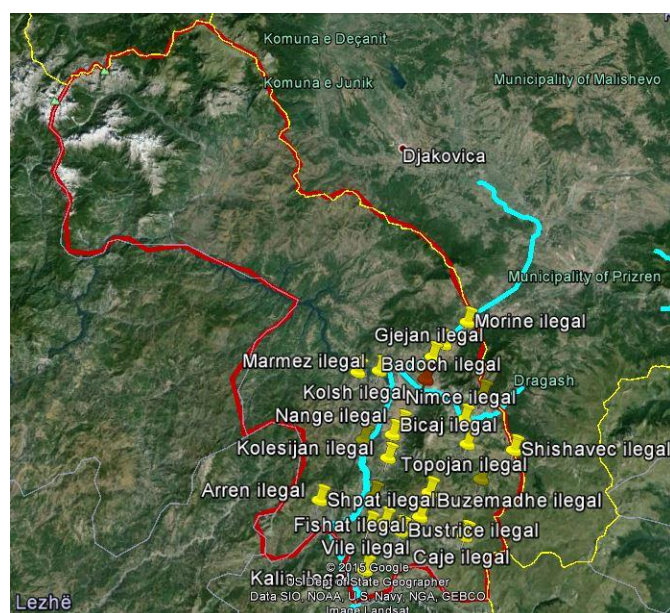 Komuna e Deçanit
Komuna e Junik
Municipality of Malishevo
Djakovica
Municipality of Prizren
Morine ilegal
Gjejan ilegal
Marmez ilegal
Badoch ilegal
Dragash
Kolsh ilegal
Nimce ilegal
Nange ilegal
Bicaj ilegal
Kolesijan ilegal
Shishavec ilegal
Topojan ilegal
Arren ilegal
Shpat ilegal
Buzemadhe ilegal
Fishat ilegal
Bustrice ilegal
Vile ilegal
Caje ilegal
© 2015 Google
Kalis ilegal
US Dept of State Geographer
Data SIO, NOAA, U.S. Navy, NGA, GEBCO
Lezhë
Image Landsat